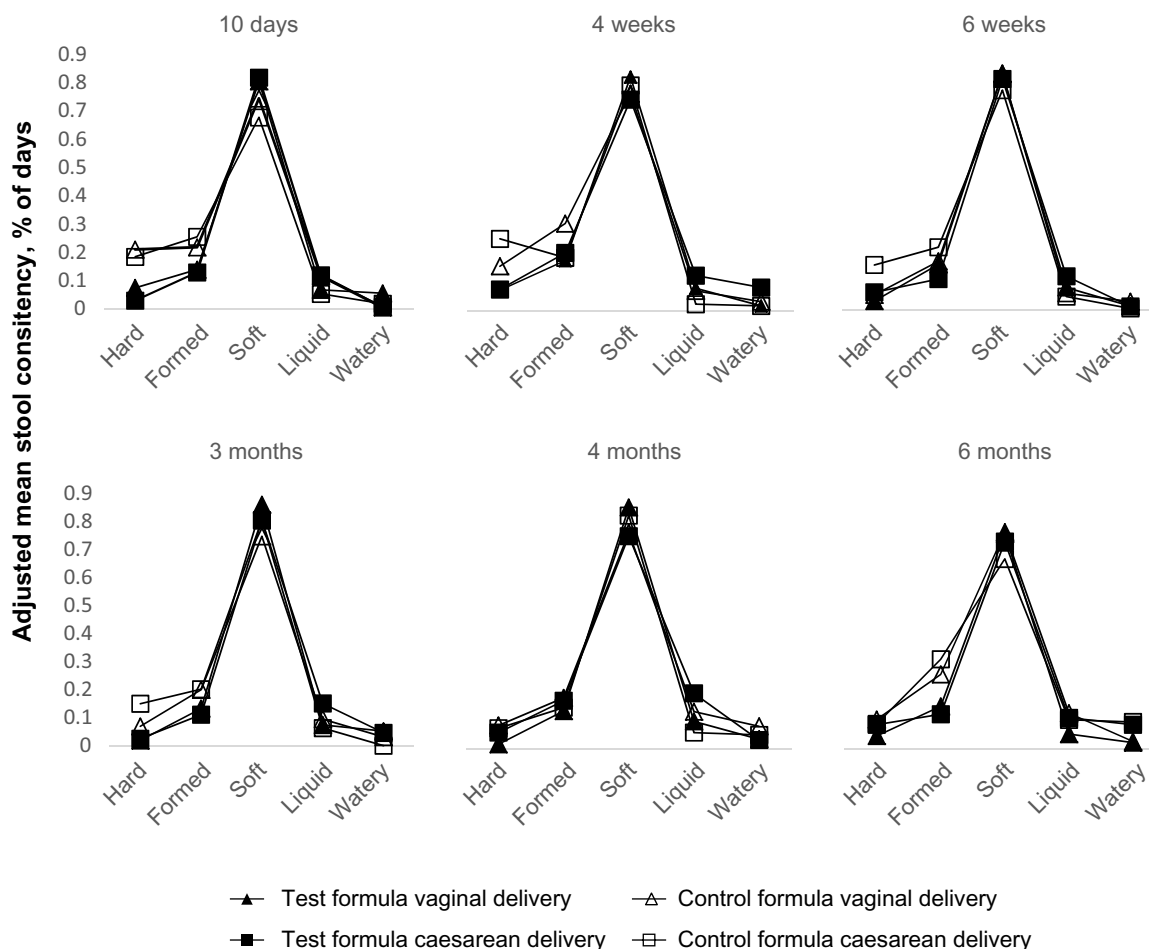 10 days 4 weeks 6 weeks
Adjusted mean stool consitency, % of days
0.9
0.8
0.7
0.6
0.5
0.4
0.3
0.2
0.1
0
Hard Formed Soft Liquid Watery Hard Formed Soft Liquid Watery Hard Formed Soft Liquid Watery
3 months 4 months 6 months
0.9
0.8
0.7
0.6
0.5
0.4
0.3
0.2
0.1
0
Hard Formed Soft Liquid Watery Hard Formed Soft Liquid Watery Hard Formed Soft Liquid Watery
Test formula vaginal delivery Control formula vaginal delivery
Test formula caesarean delivery Control formula caesarean delivery